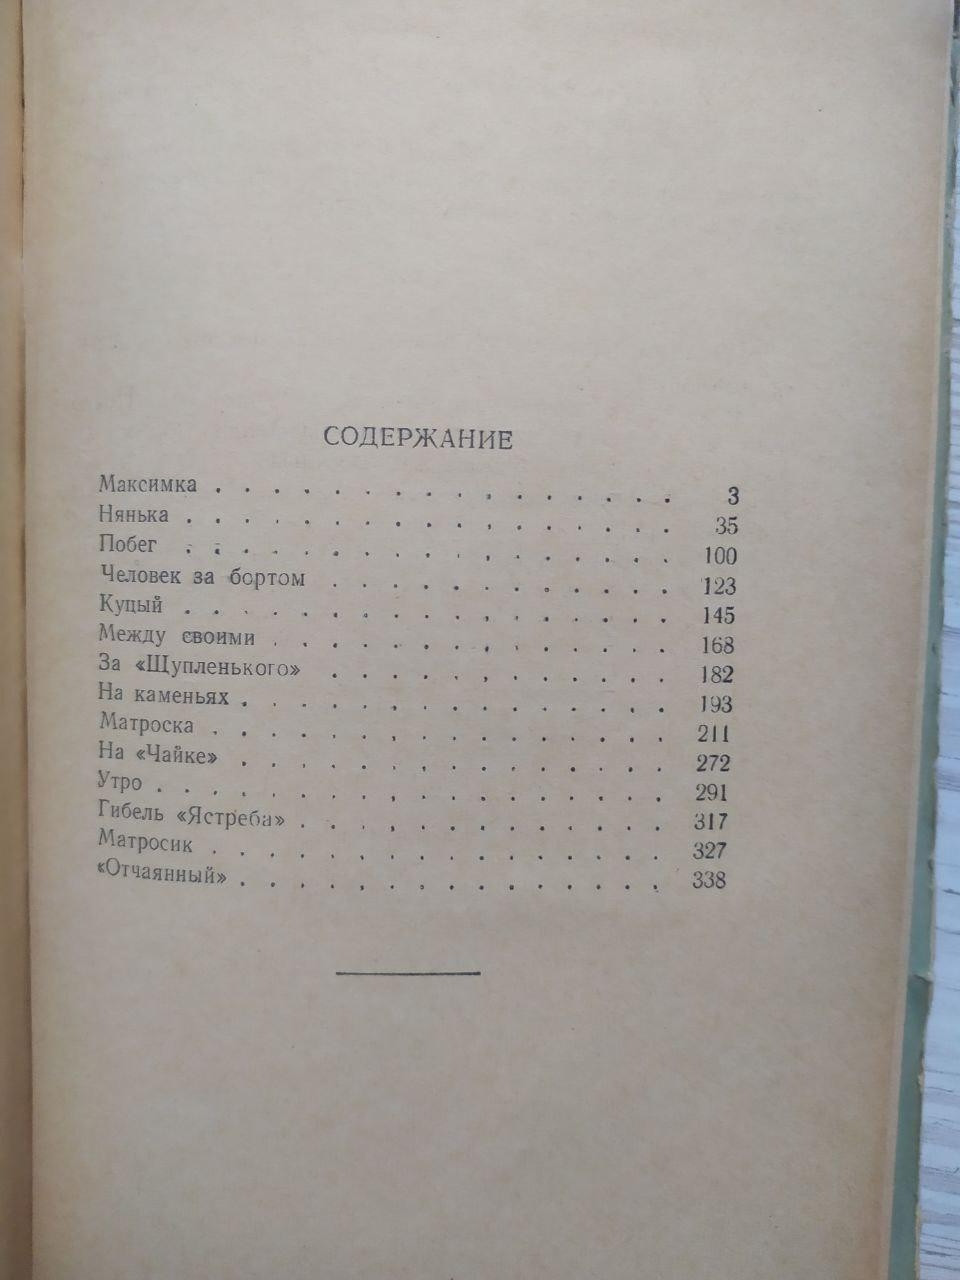 СОДЕРЖАНИЕ
Максимка . . . . . . . . . . . . . . . . 3
Нянька . . . . . . . . . . . . . . . . . 35
Побег . . . . . . . . . . . . . . . . . 100
Человек за бортом . . . . . . . . . . . . 123
Куцый . . . . . . . . . . . . . . . . . 145
Между своими . . . . . . . . . . . . . . 168
За «Щупленького» . . . . . . . . . . . . 182
На каменьях . . . . . . . . . . . . . . . 193
Матроска . . . . . . . . . . . . . . . . 211
На «Чайке» . . . . . . . . . . . . . . . 272
Утро . . . . . . . . . . . . . . . . . . 291
Гибель «Ястреба» . . . . . . . . . . . . . 317
Матросик . . . . . . . . . . . . . . . . 327
«Отчаянный» . . . . . . . . . . . . . . . 338